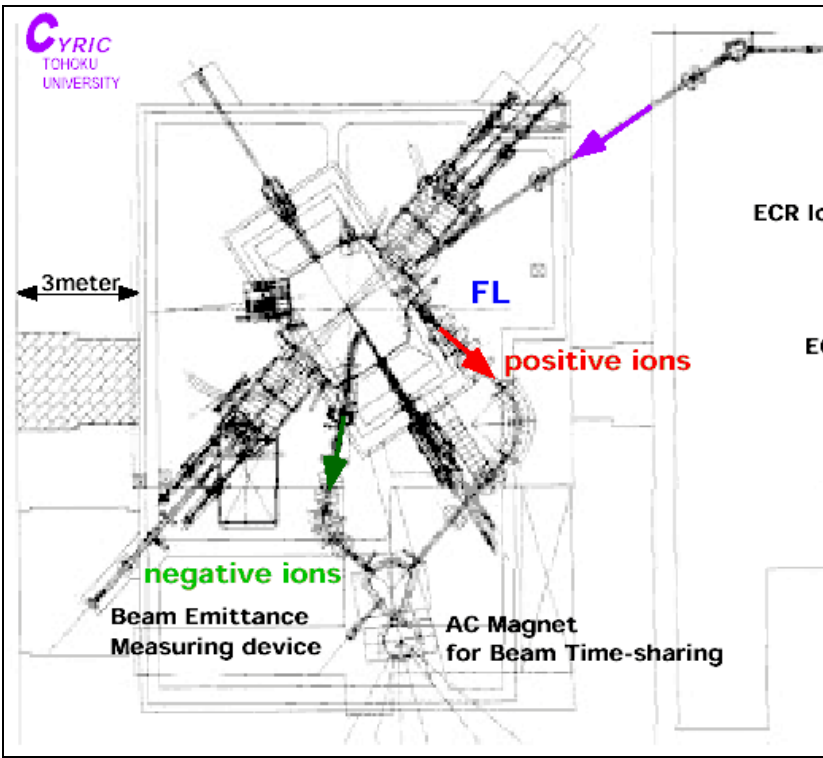 CYRIC
TOHOKU
UNIVERSITY
ECR
3meter
FL
positive ions
negative ions
Beam Emittance
Measuring device
AC Magnet
for Beam Time-sharing